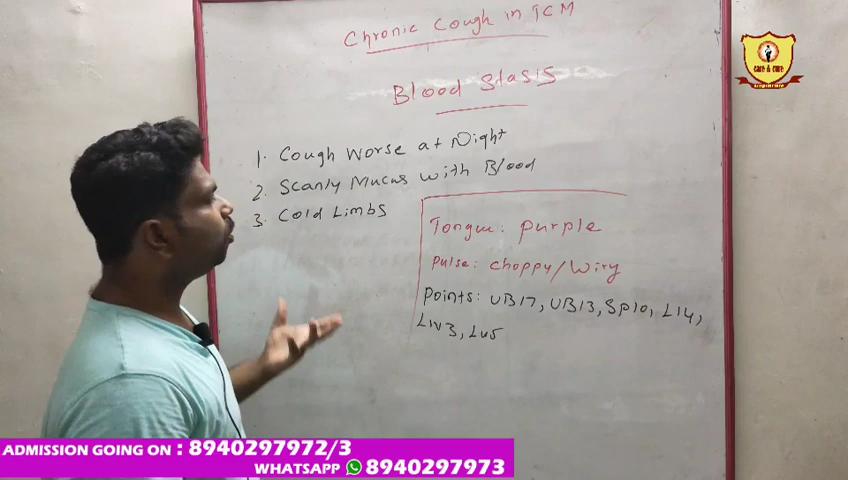 Chronic Cough in TCM
Blood Stasis
1. Cough Worse at Night
2. Scanty Mucus with Blood
3. Cold Limbs
Tongue: purple
Pulse: choppy/Wiry
Points: UB17, UB13, Sp10, LI4,
LIV3, LU5
care & cure
ADMISSION GOING ON : 8940297972/3
WHATSAPP 8940297973